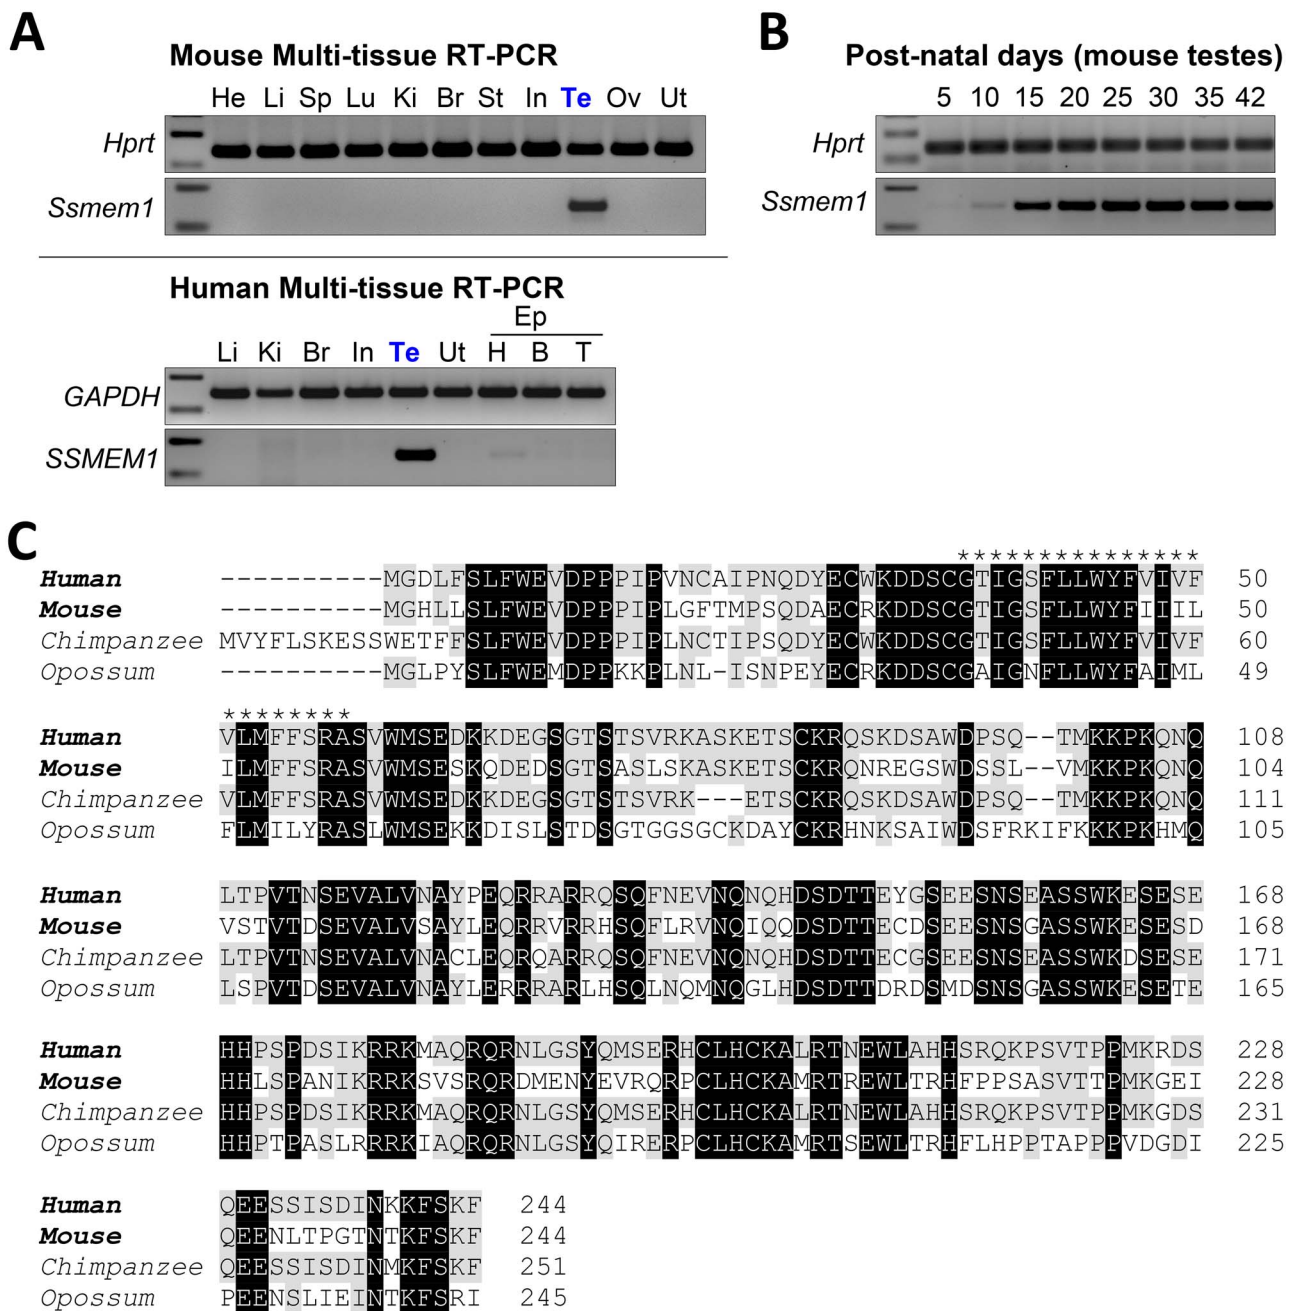 A
Mouse Multi-tissue RT-PCR
He Li Sp Lu Ki Br St In Te Ov Ut
Hprt
Ssmem1
Human Multi-tissue RT-PCR
Ep
Li Ki Br In Te Ut H B T
GAPDH
SSMEM1
B
Post-natal days (mouse testes)
5 10 15 20 25 30 35 42
Hprt
Ssmem1
C
***************
Human ----------MGDLFSLFWEVDPPPIPVNCAIPNQDYECWKDDSCGTIGSFLLWYFVIVF 50
Mouse ----------MGHLLSLFWEVDPPPIPLGFTMPSQDAECRKDDSCGTIGSFLLWYFIIIL 50
Chimpanzee MVYFLSKESSWETFFSLFWEVDPPPIPLNCTIPSQDYECWKDDSCGTIGSFLLWYFVIVF 60
Opossum ----------MGLPYSLFWEMDPPKKPLNL-ISNPEYECRKDDSCGAIGNFLLWYFAIML 49
********
Human VLMFFSRASVWMSEDKKDEGSGTSTSVRKASKETSCKRQSKDSAWDPSQ--TMKKPKQNQ 108
Mouse ILMFFSRASVWMSESKQDEDSGTSASLSKASKETSCKRQNREGSWDSSL--VMKKPKQNQ 104
Chimpanzee VLMFFSRASVWMSEDKKDEGSGTSTSVRK---ETSCKRQSKDSAWDPSQ--TMKKPKQNQ 111
Opossum FLMILYRASLWMSEKKDISLSTDSGTGGSGCKDAYCKRHNKSAIWDSFRKIFKKKPKHMQ 105
Human LTPVTNSEVALVNAYPEQRRARRQSQFNEVNQNQHDSDTTEYGSEESNSEASSWKESESE 168
Mouse VSTVTDSEVALVSAYLEQRRVRRHSQFLRVNQIQQDSDTTECDSEESNSGASSWKESESD 168
Chimpanzee LTPVTNSEVALVNACLEQRQARRQSQFNEVNQNQHDSDTTECGSEESNSEASSWKDSESE 171
Opossum LSPVTDSEVALVNAYLERRRARLHSQLNQMNQGLHDSDTTDRDSMDSNSGASSWKESETE 165
Human HHPSPDSIKRRKMAQRQRNLGSYQMSERHCLHCKALRTNEWLAHHSRQKPSVTPPMKRDS 228
Mouse HHLSPANIKRRKSVSRQRDMENYEVRQRPCLHCKAMRTREWLTRHFPPSASVTTPMKGEI 228
Chimpanzee HHPSPDSIKRRKMAQRQRNLGSYQMSERHCLHCKALRTNEWLAHHSRQKPSVTPPMKGDS 231
Opossum HHPTPASLRRRKIAQRQRNLGSYQIRERPCLHCKAMRTSEWLTRHFLHPPTAPPPVDGDI 225
Human QEESSISDINKKFSKF 244
Mouse QEENLTPGTNTKFSKF 244
Chimpanzee QEESSISDINMKFSKF 251
Opossum PEENSLIEINTKFSRI 245